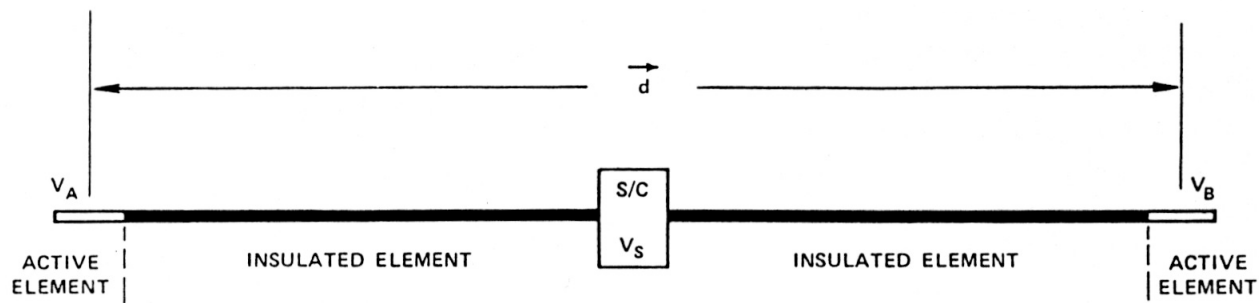 d
V_A
S/C
V_B
V_S
INSULATED ELEMENT
INSULATED ELEMENT
ACTIVE
ELEMENT
ACTIVE
ELEMENT